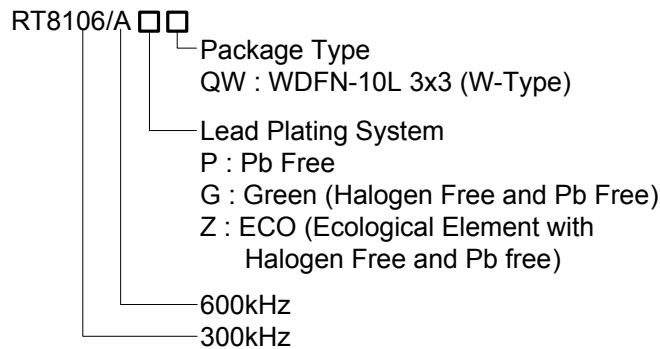 RT8106/A
Package Type
QW : WDFN-10L 3x3 (W-Type)
Lead Plating System
P : Pb Free
G : Green (Halogen Free and Pb Free)
Z : ECO (Ecological Element with
Halogen Free and Pb free)
600kHz
300kHz